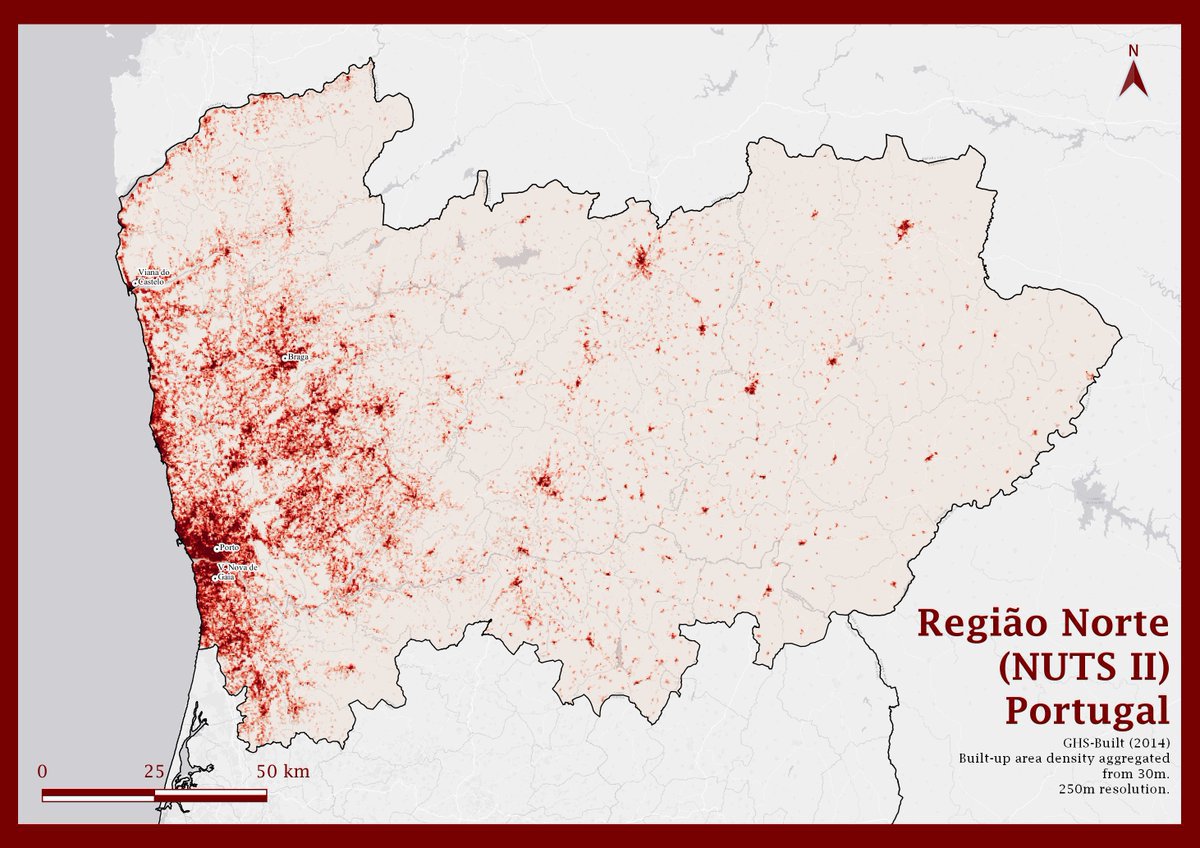 N
Viana do
Castelo
Braga
Porto
V. Nova de
Gaia
Região Norte
(NUTS II)
Portugal
GHS-Built (2014)
Built-up area density aggregated
from 30m.
250m resolution.
0 25 50 km